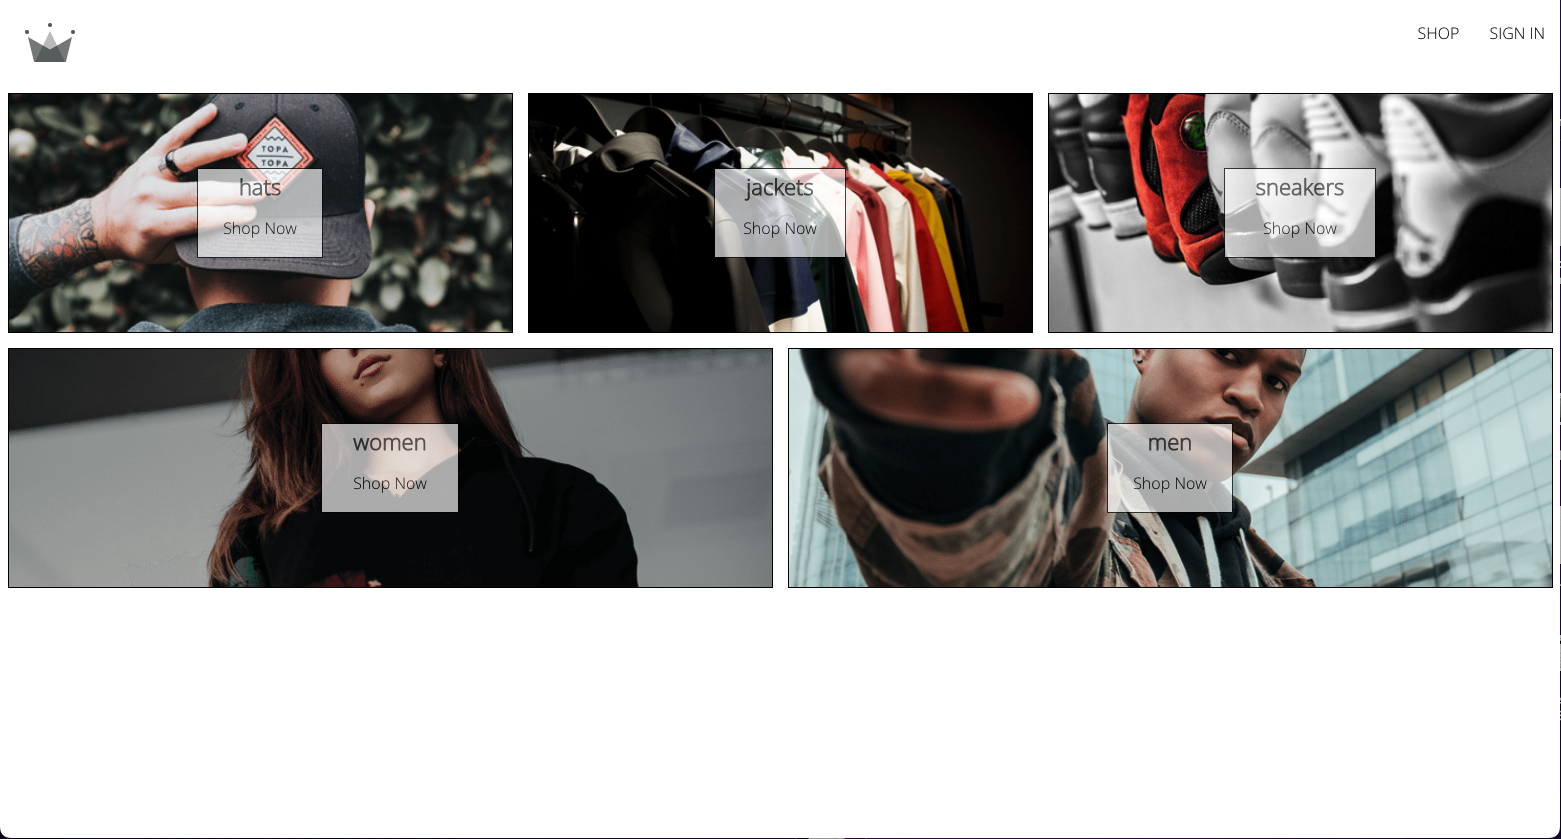 SHOP SIGN IN
TOPA
TOPA
hats
Shop Now
jackets
Shop Now
sneakers
Shop Now
women
Shop Now
men
Shop Now